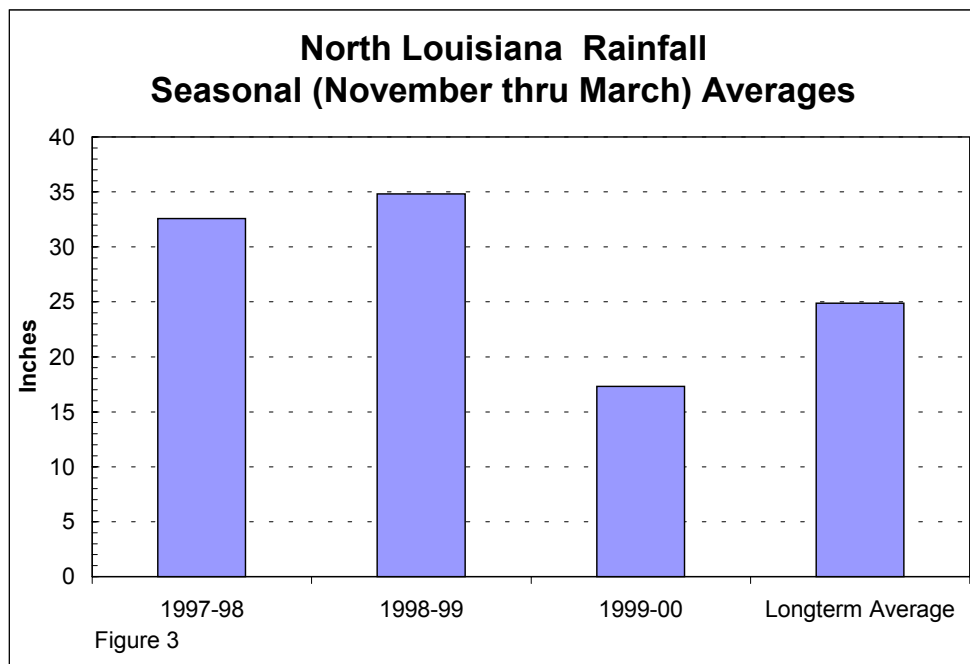 North Louisiana Rainfall
Seasonal (November thru March) Averages
40
35
30
25
20
15
10
5
0
Inches
1997-98 1998-99 1999-00 Longterm Average
Figure 3